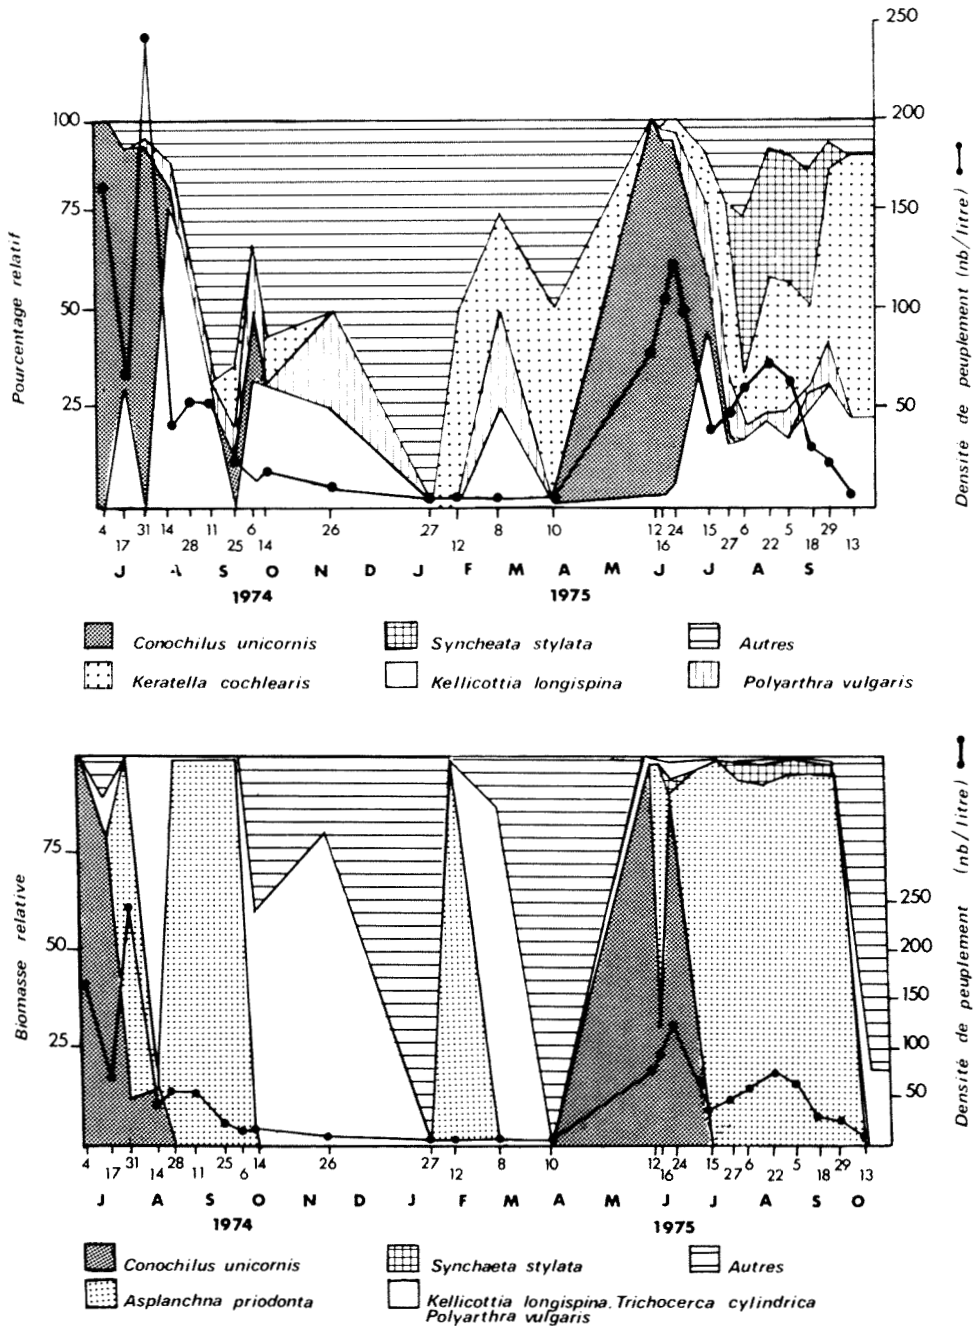 250
200
150
100
50
Densité de peuplement (nb/litre)
100
75
50
25
Pourcentage relatif
4 31 14 11 6 26 27 8 10 12 24 15 6 5 29
17 28 25 14 12 16 27 22 18 13
J A S O N D J F M A M J J A S
1974 1975
Conochilus unicornis Syncheata stylata Autres
Keratella cochlearis Kellicottia longispina Polyarthra vulgaris
75
50
25
Biomasse relative
250
200
150
100
50
Densité de peuplement (nb/litre)
4 31 28 25 14 26 27 8 10 12 24 15 6 5 29
17 14 11 6 12 16 27 22 18 13
J A S O N D J F M A M J J A S O
1974 1975
Conochilus unicornis Synchaeta stylata Autres
Asplanchna priodonta Kellicottia longispina. Trichocerca cylindrica
Polyarthra vulgaris